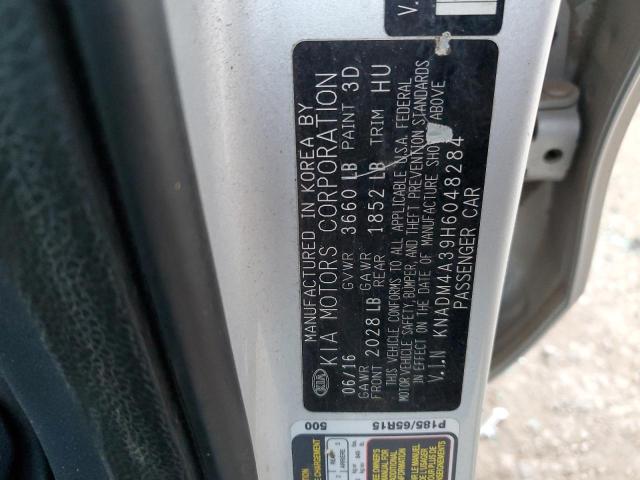 MANUFACTURED IN KOREA BY
KIA MOTORS CORPORATION
06/16 GVWR 3660 LB PAINT 3D
GAWR FRONT 2028 LB GAWR REAR 1852 LB TRIM HU
THIS VEHICLE CONFORMS TO ALL APPLICABLE U.S.A. FEDERAL
MOTOR VEHICLE SAFETY, BUMPER, AND THEFT PREVENTION STANDARDS
IN EFFECT ON THE DATE OF MANUFACTURE SHOWN ABOVE
V.I.N KNADM4A39H6048284
PASSENGER CAR
KIA
V.
P185/65R15
500